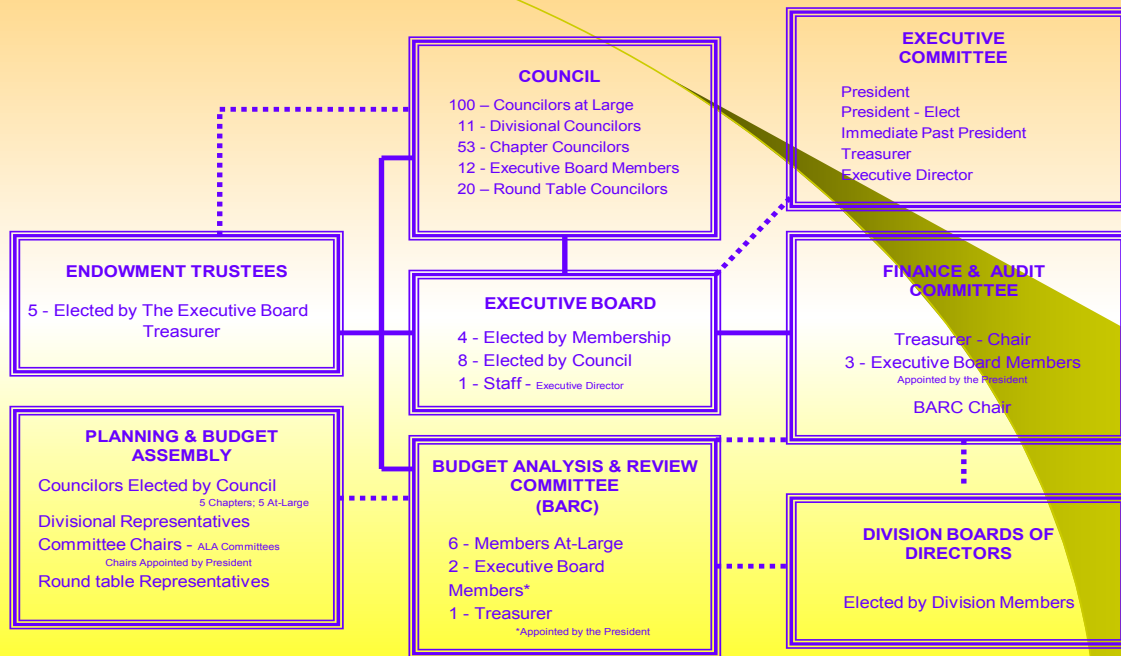 COUNCIL
100 – Councilors at Large
11 - Divisional Councilors
53 - Chapter Councilors
12 - Executive Board Members
20 – Round Table Councilors
EXECUTIVE
COMMITTEE
President
President - Elect
Immediate Past President
Treasurer
Executive Director
ENDOWMENT TRUSTEES
5 - Elected by The Executive Board
Treasurer
EXECUTIVE BOARD
4 - Elected by Membership
8 - Elected by Council
1 - Staff - Executive Director
FINANCE & AUDIT
COMMITTEE
Treasurer - Chair
3 - Executive Board Members
Appointed by the President
BARC Chair
PLANNING & BUDGET
ASSEMBLY
Councilors Elected by Council
5 Chapters; 5 At-Large
Divisional Representatives
Committee Chairs - ALA Committees
Chairs Appointed by President
Round table Representatives
BUDGET ANALYSIS & REVIEW
COMMITTEE
(BARC)
6 - Members At-Large
2 - Executive Board
Members*
1 - Treasurer
*Appointed by the President
DIVISION BOARDS OF
DIRECTORS
Elected by Division Members